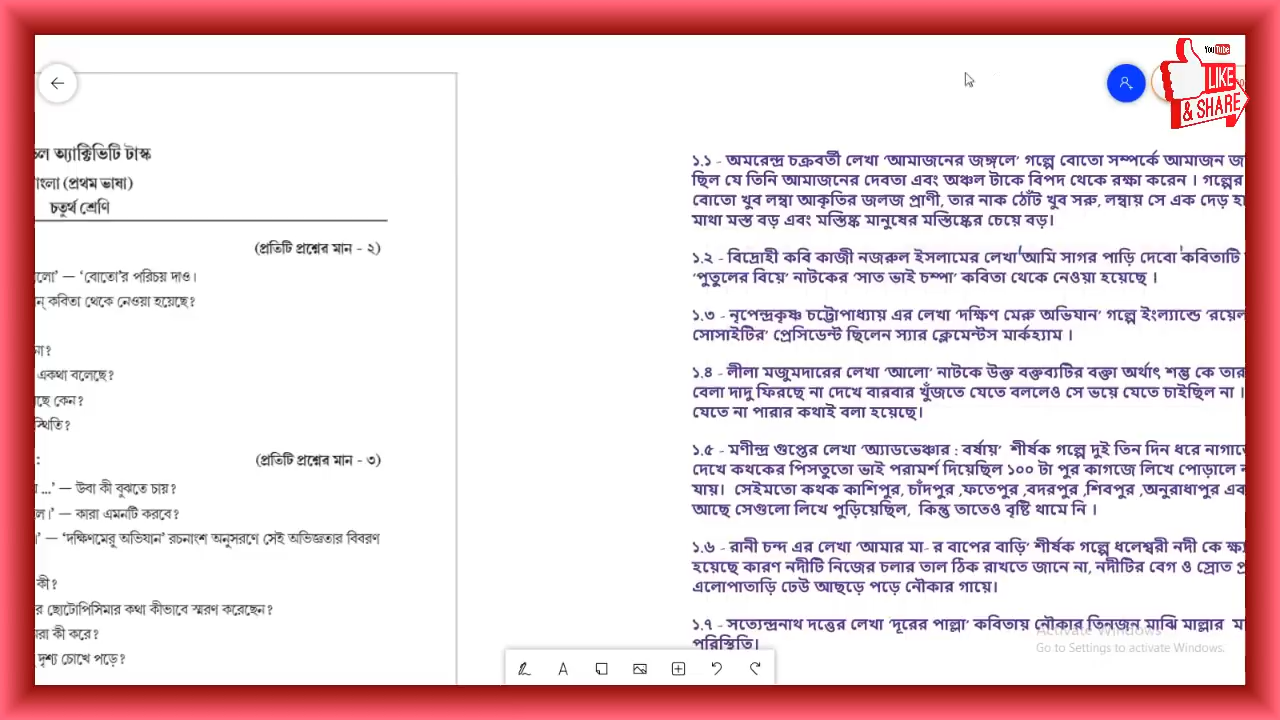 You Tube
LIKE
& SHARE
অ্যাক্টিভিটি টাস্ক
বাংলা (প্রথম ভাষা)
চতুর্থ শ্রেণি
(প্রতিটি প্রশ্নের মান - ২)
— ‘বোতো’র পরিচয় দাও।
কবিতা থেকে নেওয়া হয়েছে?
একথা বলেছে?
কেন?
(প্রতিটি প্রশ্নের মান - ৩)
...’ — উবা কী বুঝতে চায়?
— কারা এমনটি করবে?
— ‘দক্ষিণমেরু অভিযান’ রচনাংশ অনুসরণে সেই অভিজ্ঞতার বিবরণ
কী?
র ছোটোপিসিমার কথা কীভাবে স্মরণ করেছেন?
কী করে?
দৃশ্য চোখে পড়ে?
১.১ - অমরেন্দ্র চক্রবর্তী লেখা ‘আমাজনের জঙ্গলে’ গল্পে বোতো সম্পর্কে আমাজন
ছিল যে তিনি আমাজনের দেবতা এবং অঞ্চল টাকে বিপদ থেকে রক্ষা করেন । গল্পের
বোতো খুব লম্বা আকৃতির জলজ প্রাণী, তার নাক ঠোঁট খুব সরু, লম্বায় সে এক দেড়
মাথা মস্ত বড় এবং মস্তিষ্ক মানুষের মস্তিষ্কের চেয়ে বড়।
১.২ - বিদ্রোহী কবি কাজী নজরুল ইসলামের লেখা ‘আমি সাগর পাড়ি দেবো ’কবিতাটি
‘পুতুলের বিয়ে’ নাটকের ‘সাত ভাই চম্পা’ কবিতা থেকে নেওয়া হয়েছে ।
১.৩ - নৃপেন্দ্রকৃষ্ণ চট্টোপাধ্যায় এর লেখা ‘দক্ষিণ মেরু অভিযান’ গল্পে ইংল্যান্ডে ‘রয়েল
সোসাইটির’ প্রেসিডেন্ট ছিলেন স্যার ক্লেমেন্টস মার্কহ্যাম ।
১.৪ - লীলা মজুমদারের লেখা ‘আলো’ নাটকে উক্ত বক্তব্যটির বক্তা অর্থাৎ শম্ভু কে তার
বেলা দাদু ফিরছে না দেখে বারবার খুঁজতে যেতে বললেও সে ভয়ে যেতে চাইছিল না ।
যেতে না পারার কথাই বলা হয়েছে।
১.৫ - মণীন্দ্র গুপ্তের লেখা ‘অ্যাডভেঞ্চার : বর্ষায়’ শীর্ষক গল্পে দুই তিন দিন ধরে
দেখে কথকের পিসতুতো ভাই পরামর্শ দিয়েছিল ১০০ টা পুর কাগজে লিখে পোড়ালে
যায়। সেইমতো কথক কাশিপুর, চাঁদপুর ,ফতেপুর ,বদরপুর ,শিবপুর ,অনুরাধাপুর
আছে সেগুলো লিখে পুড়িয়েছিল, কিন্তু তাতেও বৃষ্টি থামে নি ।
১.৬ - রানী চন্দ এর লেখা ‘আমার মা- র বাপের বাড়ি’ শীর্ষক গল্পে ধলেশ্বরী নদী কে
হয়েছে কারণ নদীটি নিজের চলার তাল ঠিক রাখতে জানে না, নদীটির বেগ ও স্রোত
এলোপাতাড়ি ঢেউ আছড়ে পড়ে নৌকার গায়ে।
১.৭ - সত্যেন্দ্রনাথ দত্তের লেখা ‘দূরের পাল্লা’ কবিতায় নৌকার তিনজন মাঝি মাল্লার
পরিস্থিতি।
Activate Windows
Go to Settings to activate Windows.